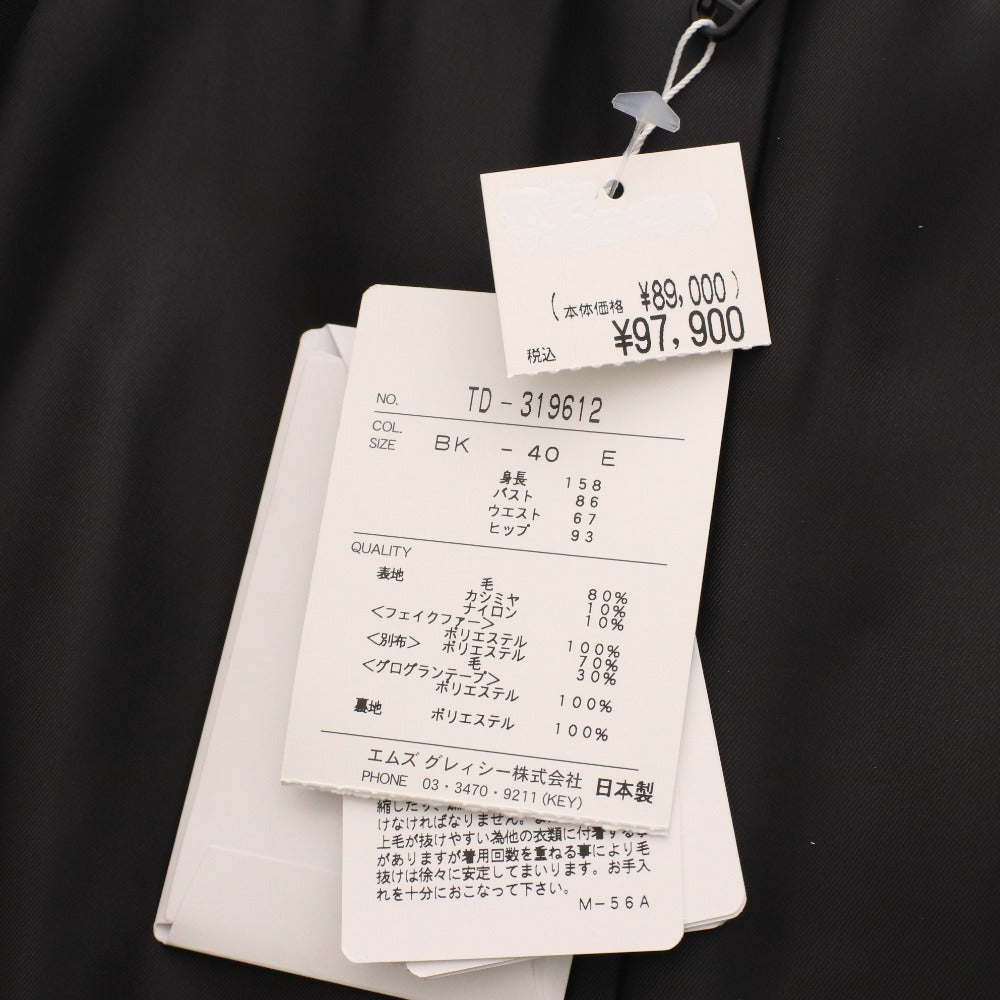 (本体価格 ¥89,000)
税込 ¥97,900
NO. TD-319612
COL.
SIZE BK - 40 E
身長 158
バスト 86
ウエスト 67
ヒップ 93
QUALITY
表地 毛 80%
カシミヤ 10%
ナイロン 10%
<フェイクファー>
ポリエステル 100%
<別布> ポリエステル 70%
毛 30%
<グログランテープ>
ポリエステル 100%
裏地 ポリエステル 100%
エムズ グレィシー株式会社 日本製
PHONE 03・3470・9211(KEY)
縮したり、
けなければなりません。
上毛が抜けやすい為他の衣類に付着する事
がありますが着用回数を重ねる事により毛
抜けは徐々に安定してまいります。お手入
れを十分におこなって下さい。
M-56A